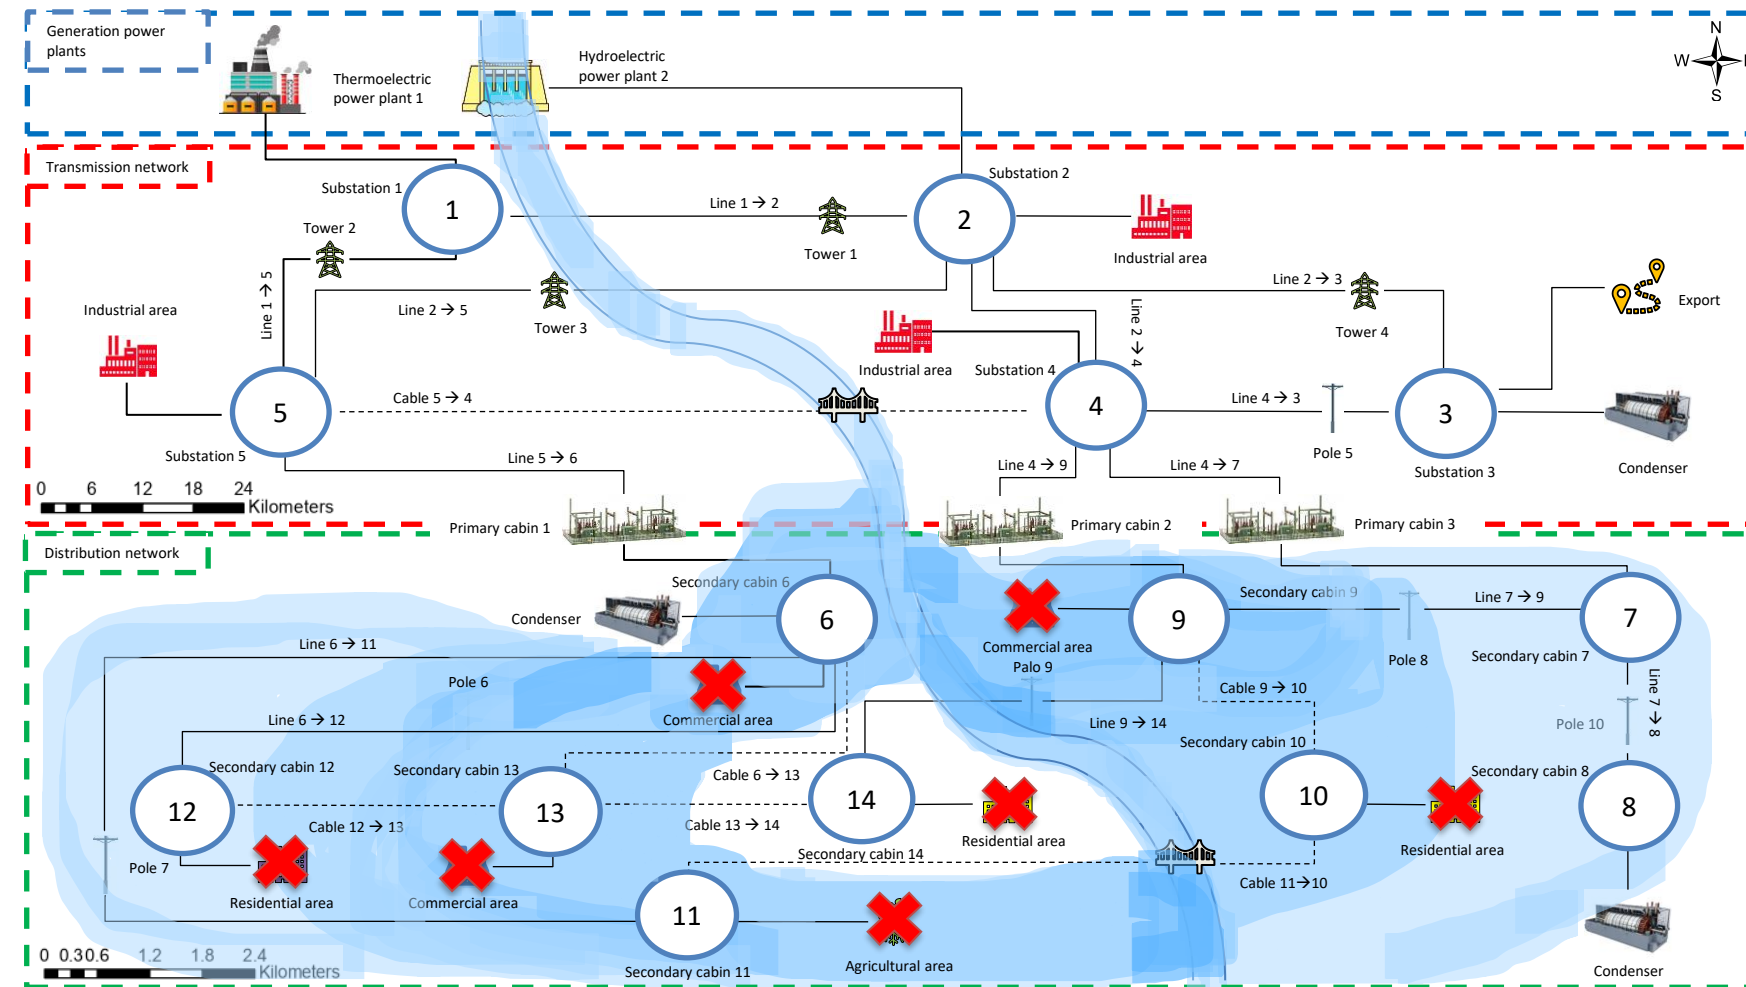 Generation power
plants
Thermoelectric
power plant 1
Hydroelectric
power plant 2
N
W
S
Transmission network
Substation 1
1
Line 1 → 2
Tower 1
Substation 2
2
Industrial area
Tower 2
Line 1 → 5
Line 2 → 5
Tower 3
Line 2 → 3
Tower 4
Export
Industrial area
Industrial area
Line 2 → 4
Substation 4
5
Cable 5 → 4
4
Line 4 → 3
Pole 5
3
Substation 5
Substation 3
Condenser
Line 5 → 6
Line 4 → 9
Line 4 → 7
0 6 12 18 24
Kilometers
Primary cabin 1
Primary cabin 2
Primary cabin 3
Distribution network
Secondary cabin 6
Condenser
6
Commercial area
9
Secondary cabin 9
Line 7 → 9
7
Line 6 → 11
Pole 6
Commercial area
Palo 9
Pole 8
Secondary cabin 7
Line 6 → 12
Cable 9 → 10
Line 9 → 14
Line 7 → 8
Pole 10
Secondary cabin 12
Secondary cabin 13
Cable 6 → 13
Secondary cabin 10
Secondary cabin 8
12
13
14
10
8
Cable 12 → 13
Cable 13 → 14
Residential area
Residential area
Pole 7
Secondary cabin 14
Cable 11→10
Residential area
Commercial area
11
Agricultural area
Secondary cabin 11
Condenser
0 0.30.6 1.2 1.8 2.4
Kilometers